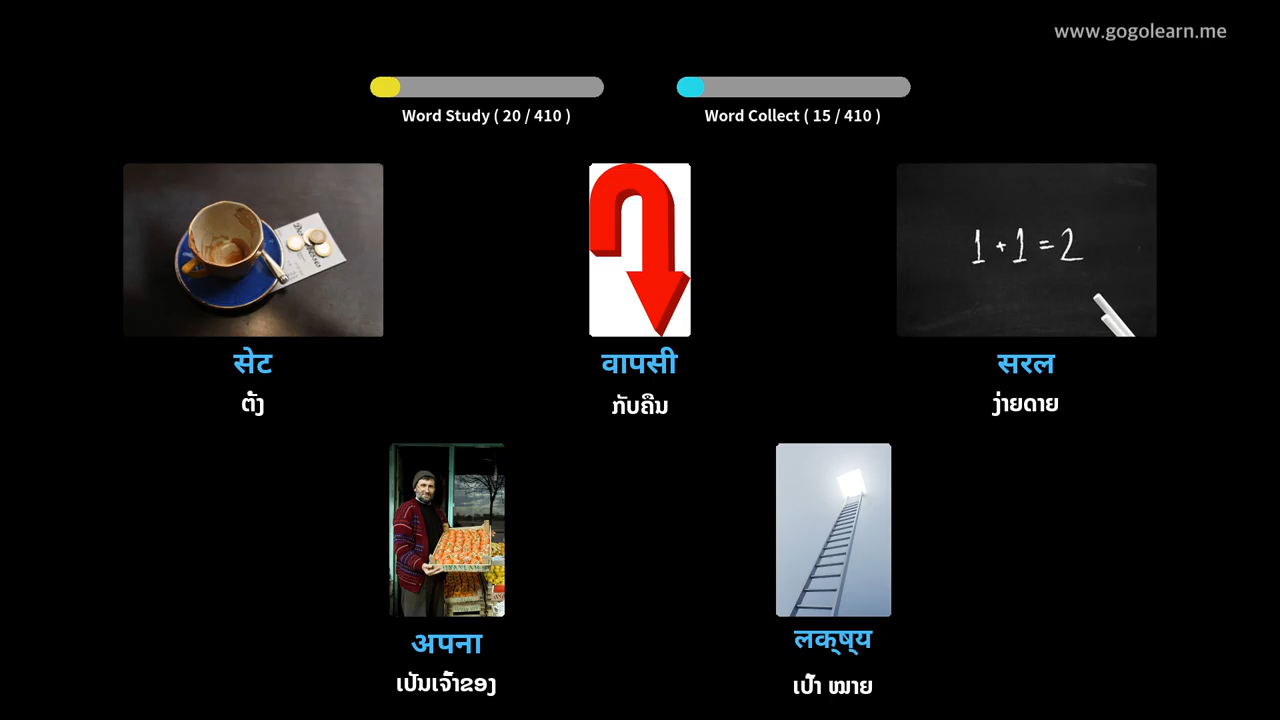 www.gogolearn.me
Word Study ( 20 / 410 )
Word Collect ( 15 / 410 )
1 + 1 = 2
सेट
वापसी
सरल
ຕັ້ງ
ກັບຄືນ
ງ່າຍດາຍ
अपना
लक्ष्य
ເປັນເຈົ້າຂອງ
ເປົ້າ ໝາຍ